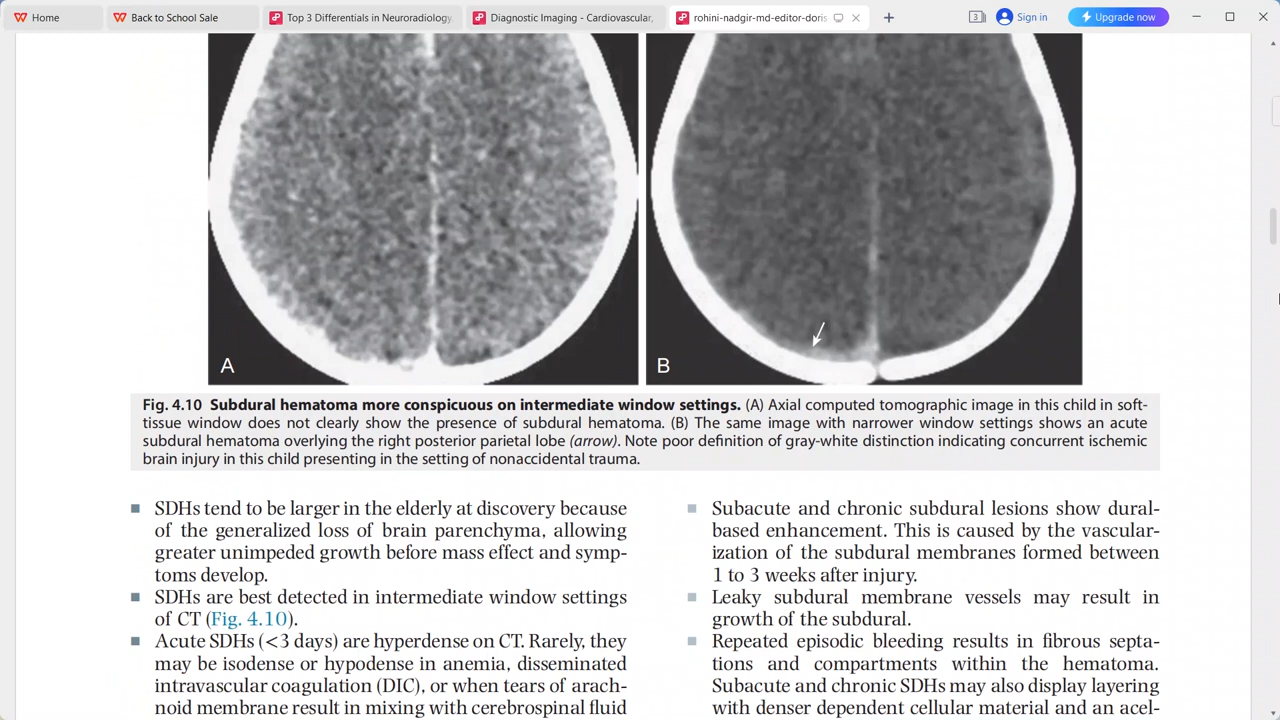 Home
Back to School Sale
Top 3 Differentials in Neuroradiology
Diagnostic Imaging - Cardiovascular,
rohini-nadgir-md-editor-doris
3
Sign in
Upgrade now
A
B
Fig. 4.10 Subdural hematoma more conspicuous on intermediate window settings. (A) Axial computed tomographic image in this child in soft-
tissue window does not clearly show the presence of subdural hematoma. (B) The same image with narrower window settings shows an acute
subdural hematoma overlying the right posterior parietal lobe (arrow). Note poor definition of gray-white distinction indicating concurrent ischemic
brain injury in this child presenting in the setting of nonaccidental trauma.
SDHs tend to be larger in the elderly at discovery because
of the generalized loss of brain parenchyma, allowing
greater unimpeded growth before mass effect and symp-
toms develop.
SDHs are best detected in intermediate window settings
of CT (Fig. 4.10).
Acute SDHs (<3 days) are hyperdense on CT. Rarely, they
may be isodense or hypodense in anemia, disseminated
intravascular coagulation (DIC), or when tears of arach-
noid membrane result in mixing with cerebrospinal fluid
Subacute and chronic subdural lesions show dural-
based enhancement. This is caused by the vascular-
ization of the subdural membranes formed between
1 to 3 weeks after injury.
Leaky subdural membrane vessels may result in
growth of the subdural.
Repeated episodic bleeding results in fibrous septa-
tions and compartments within the hematoma.
Subacute and chronic SDHs may also display layering
with denser dependent cellular material and an acel-